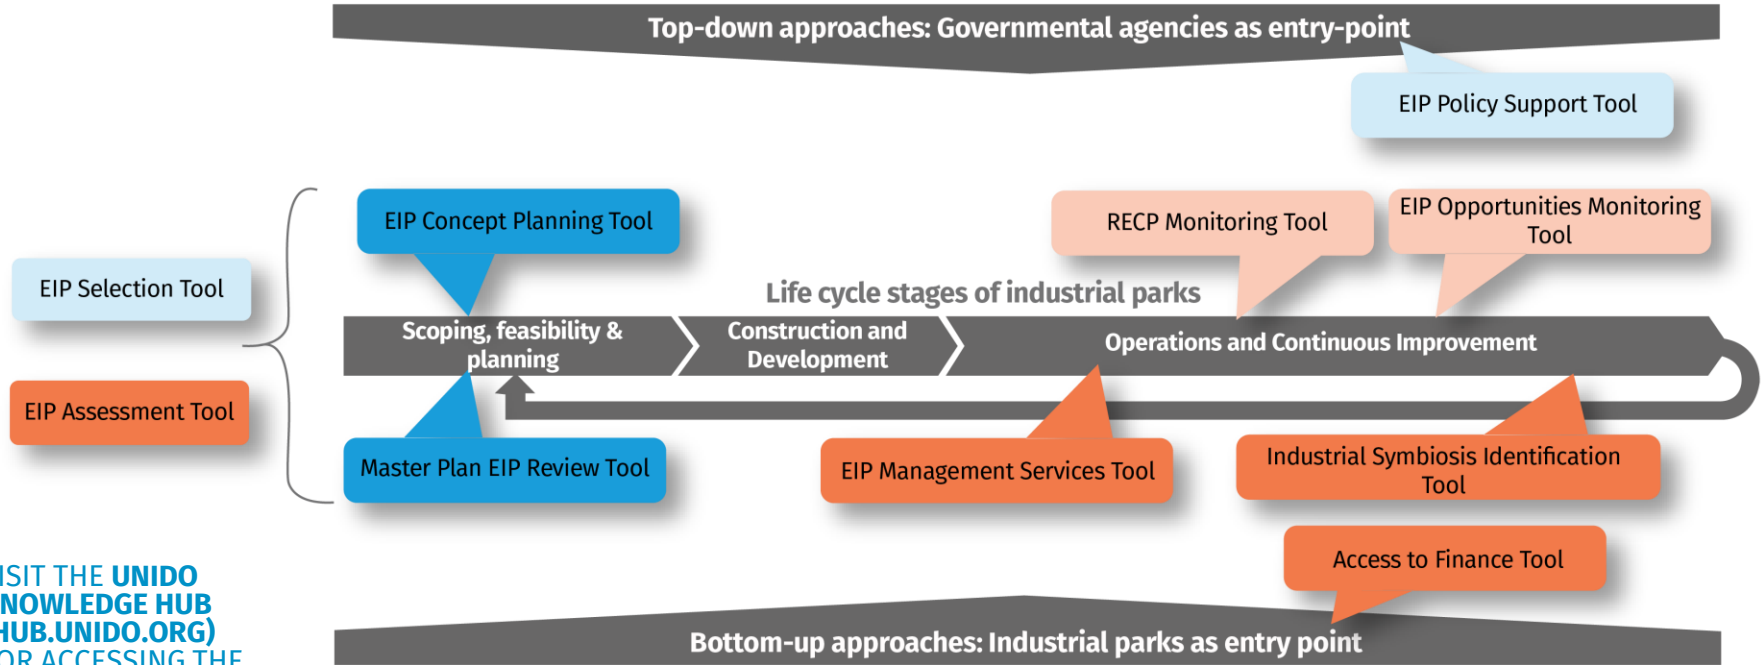 Top-down approaches: Governmental agencies as entry-point
EIP Policy Support Tool
EIP Concept Planning Tool
RECP Monitoring Tool
EIP Opportunities Monitoring
Tool
EIP Selection Tool
Life cycle stages of industrial parks
Scoping, feasibility &
planning
Construction and
Development
Operations and Continuous Improvement
EIP Assessment Tool
Master Plan EIP Review Tool
EIP Management Services Tool
Industrial Symbiosis Identification
Tool
Access to Finance Tool
Bottom-up approaches: Industrial parks as entry point
ISIT THE UNIDO
NOWLEDGE HUB
HUB.UNIDO.ORG)
OR ACCESSING THE